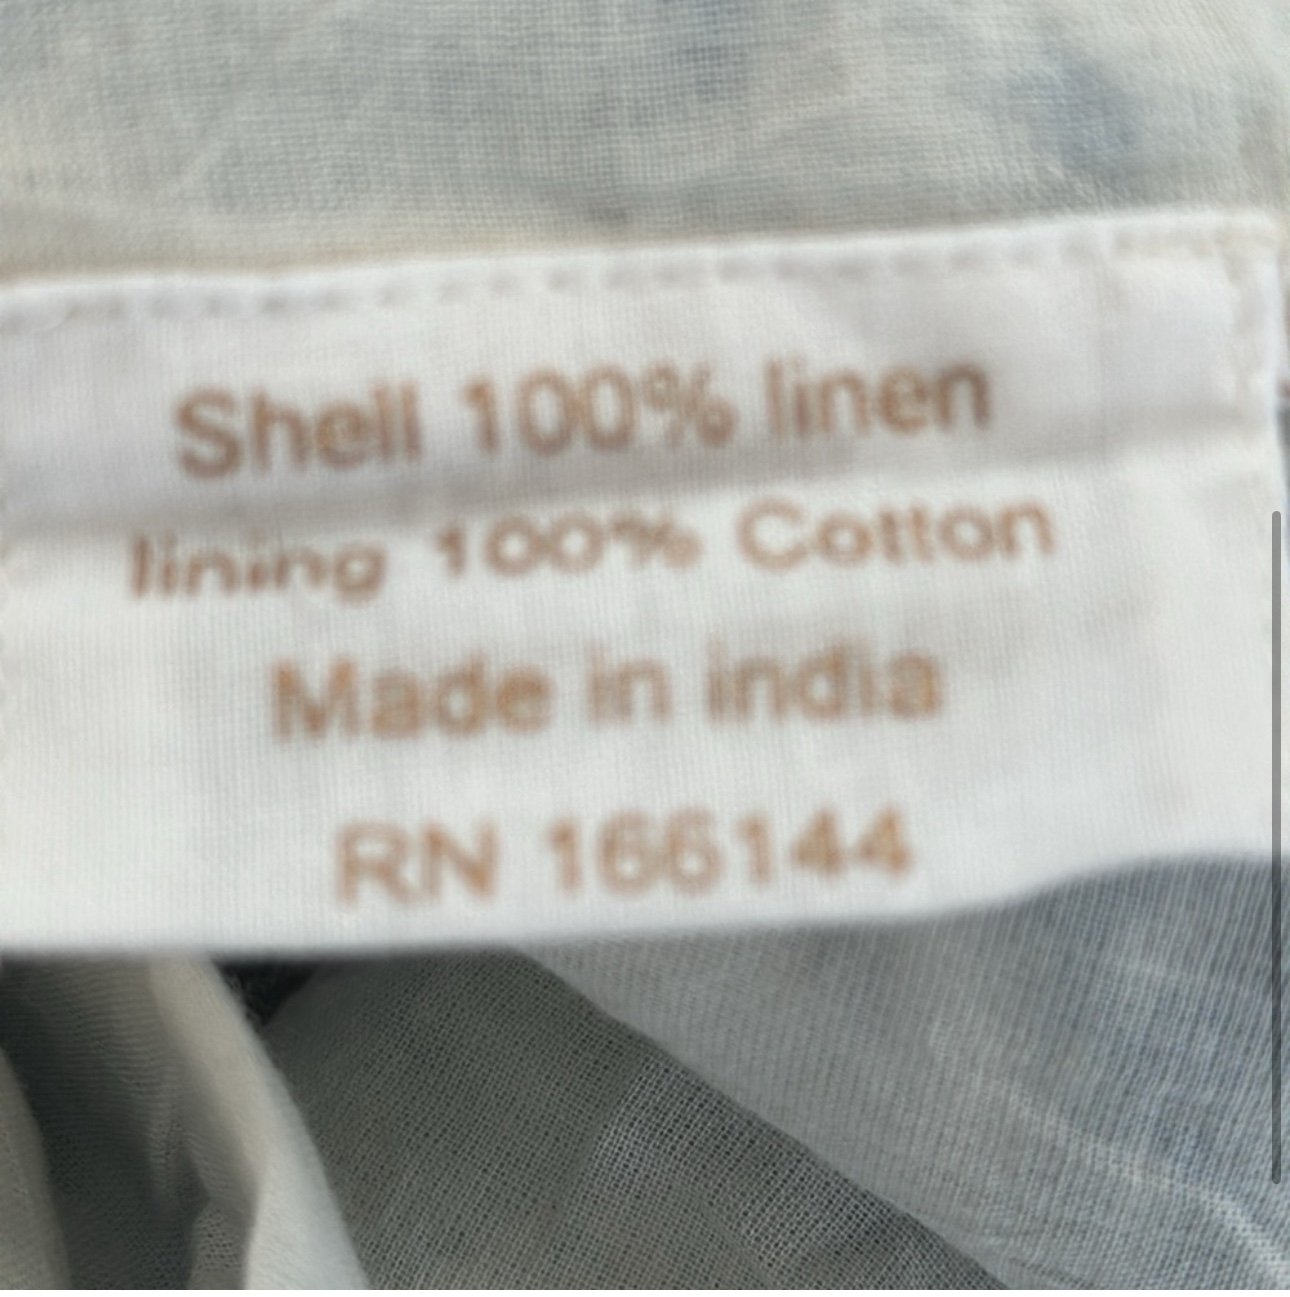 Shell 100% linen
lining 100% Cotton
Made in india
RN 166144